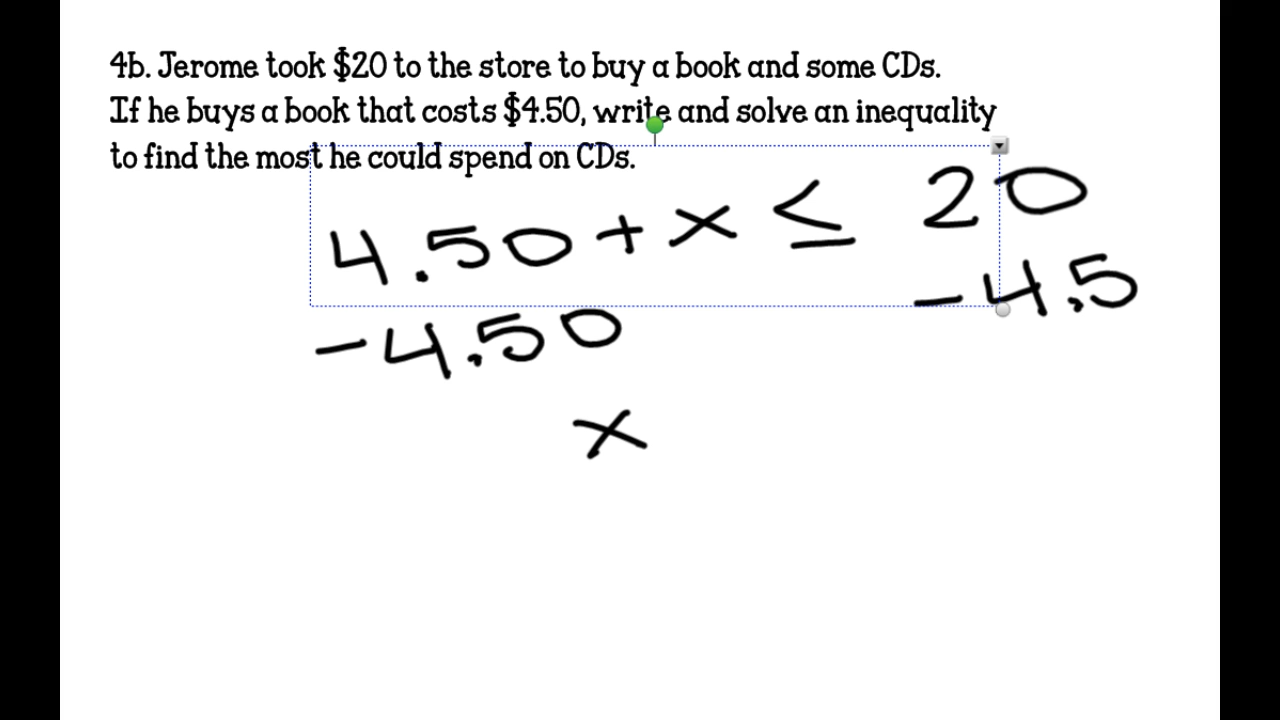 4b. Jerome took $20 to the store to buy a book and some CDs.
If he buys a book that costs $4.50, write and solve an inequality
to find the most he could spend on CDs.
4.50 + x ≤ 20
-4.50 -4.5
x